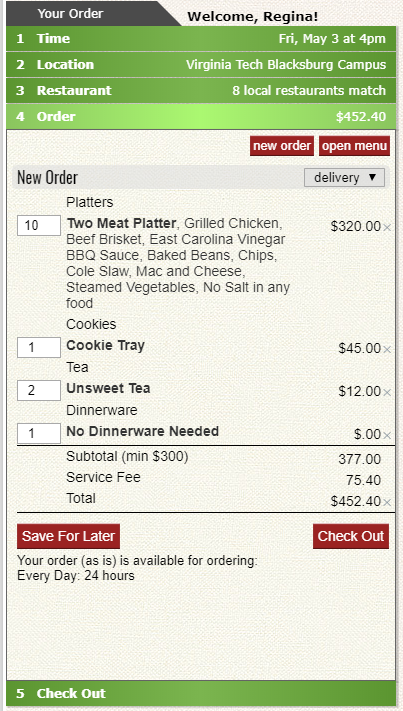 Your Order
Welcome, Regina!
1 Time Fri, May 3 at 4pm
2 Location Virginia Tech Blacksburg Campus
3 Restaurant 8 local restaurants match
4 Order $452.40
new order open menu
New Order delivery ▼
Platters
10 Two Meat Platter, Grilled Chicken, $320.00×
Beef Brisket, East Carolina Vinegar
BBQ Sauce, Baked Beans, Chips,
Cole Slaw, Mac and Cheese,
Steamed Vegetables, No Salt in any
food
Cookies
1 Cookie Tray $45.00×
Tea
2 Unsweet Tea $12.00×
Dinnerware
1 No Dinnerware Needed $.00×
Subtotal (min $300) 377.00
Service Fee 75.40
Total $452.40×
Save For Later Check Out
Your order (as is) is available for ordering:
Every Day: 24 hours
5 Check Out